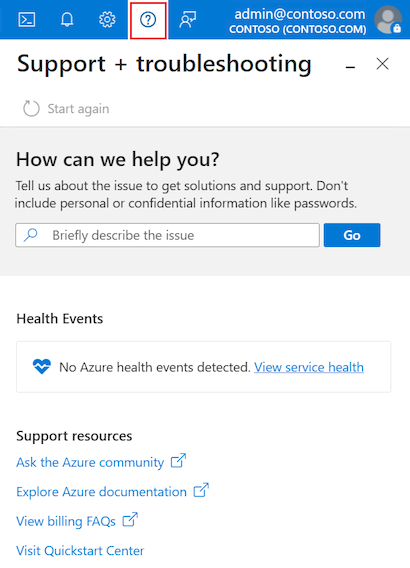 admin@contoso.com
CONTOSO (CONTOSO.COM)
Support + troubleshooting
Start again
How can we help you?
Tell us about the issue to get solutions and support. Don't
include personal or confidential information like passwords.
Briefly describe the issue
Go
Health Events
No Azure health events detected. View service health
Support resources
Ask the Azure community
Explore Azure documentation
View billing FAQs
Visit Quickstart Center